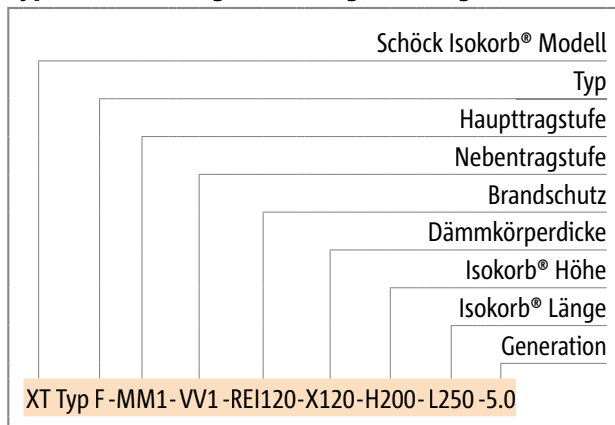 Schöck Isokorb® Modell
Typ
Haupttragstufe
Nebentragstufe
Brandschutz
Dämmkörperdicke
Isokorb® Höhe
Isokorb® Länge
Generation
XT Typ F -MM1- VV1 -REI120-X120-H200- L250 -5.0